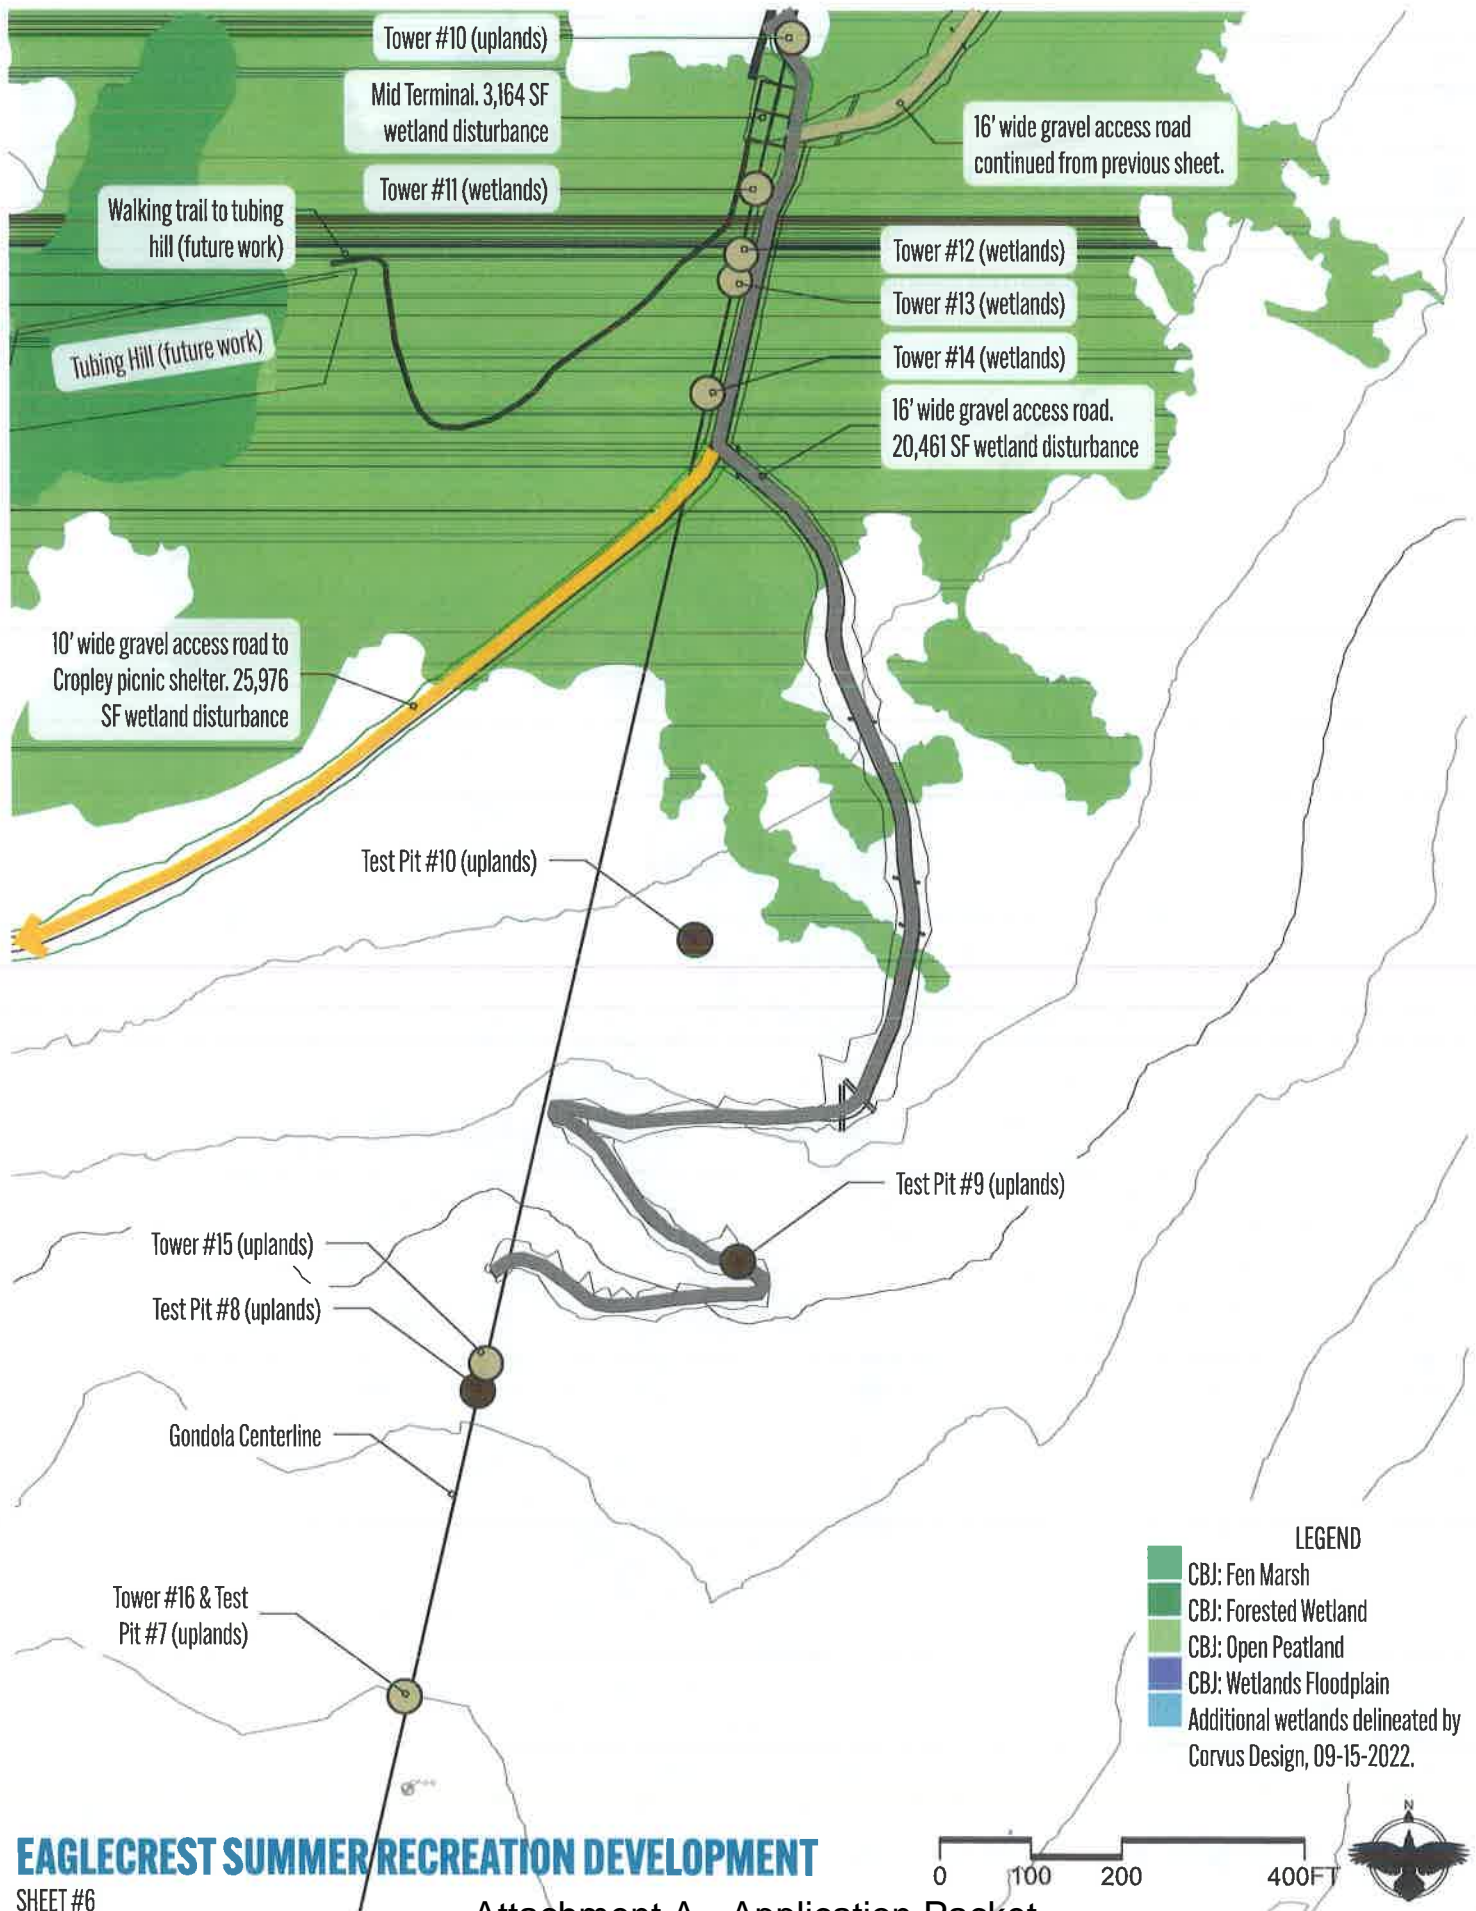 Tower #10 (uplands)
Mid Terminal. 3,164 SF
wetland disturbance
16' wide gravel access road
continued from previous sheet.
Tower #11 (wetlands)
Walking trail to tubing
hill (future work)
Tower #12 (wetlands)
Tower #13 (wetlands)
Tubing Hill (future work)
Tower #14 (wetlands)
16' wide gravel access road.
20,461 SF wetland disturbance
10' wide gravel access road to
Cropley picnic shelter. 25,976
SF wetland disturbance
Test Pit #10 (uplands)
Test Pit #9 (uplands)
Tower #15 (uplands)
Test Pit #8 (uplands)
Gondola Centerline
Tower #16 & Test
Pit #7 (uplands)
LEGEND
CBJ: Fen Marsh
CBJ: Forested Wetland
CBJ: Open Peatland
CBJ: Wetlands Floodplain
Additional wetlands delineated by
Corvus Design, 09-15-2022.
N
EAGLECREST SUMMER RECREATION DEVELOPMENT
0 100 200 400FT
SHEET #6
Attachment A - Application Packet